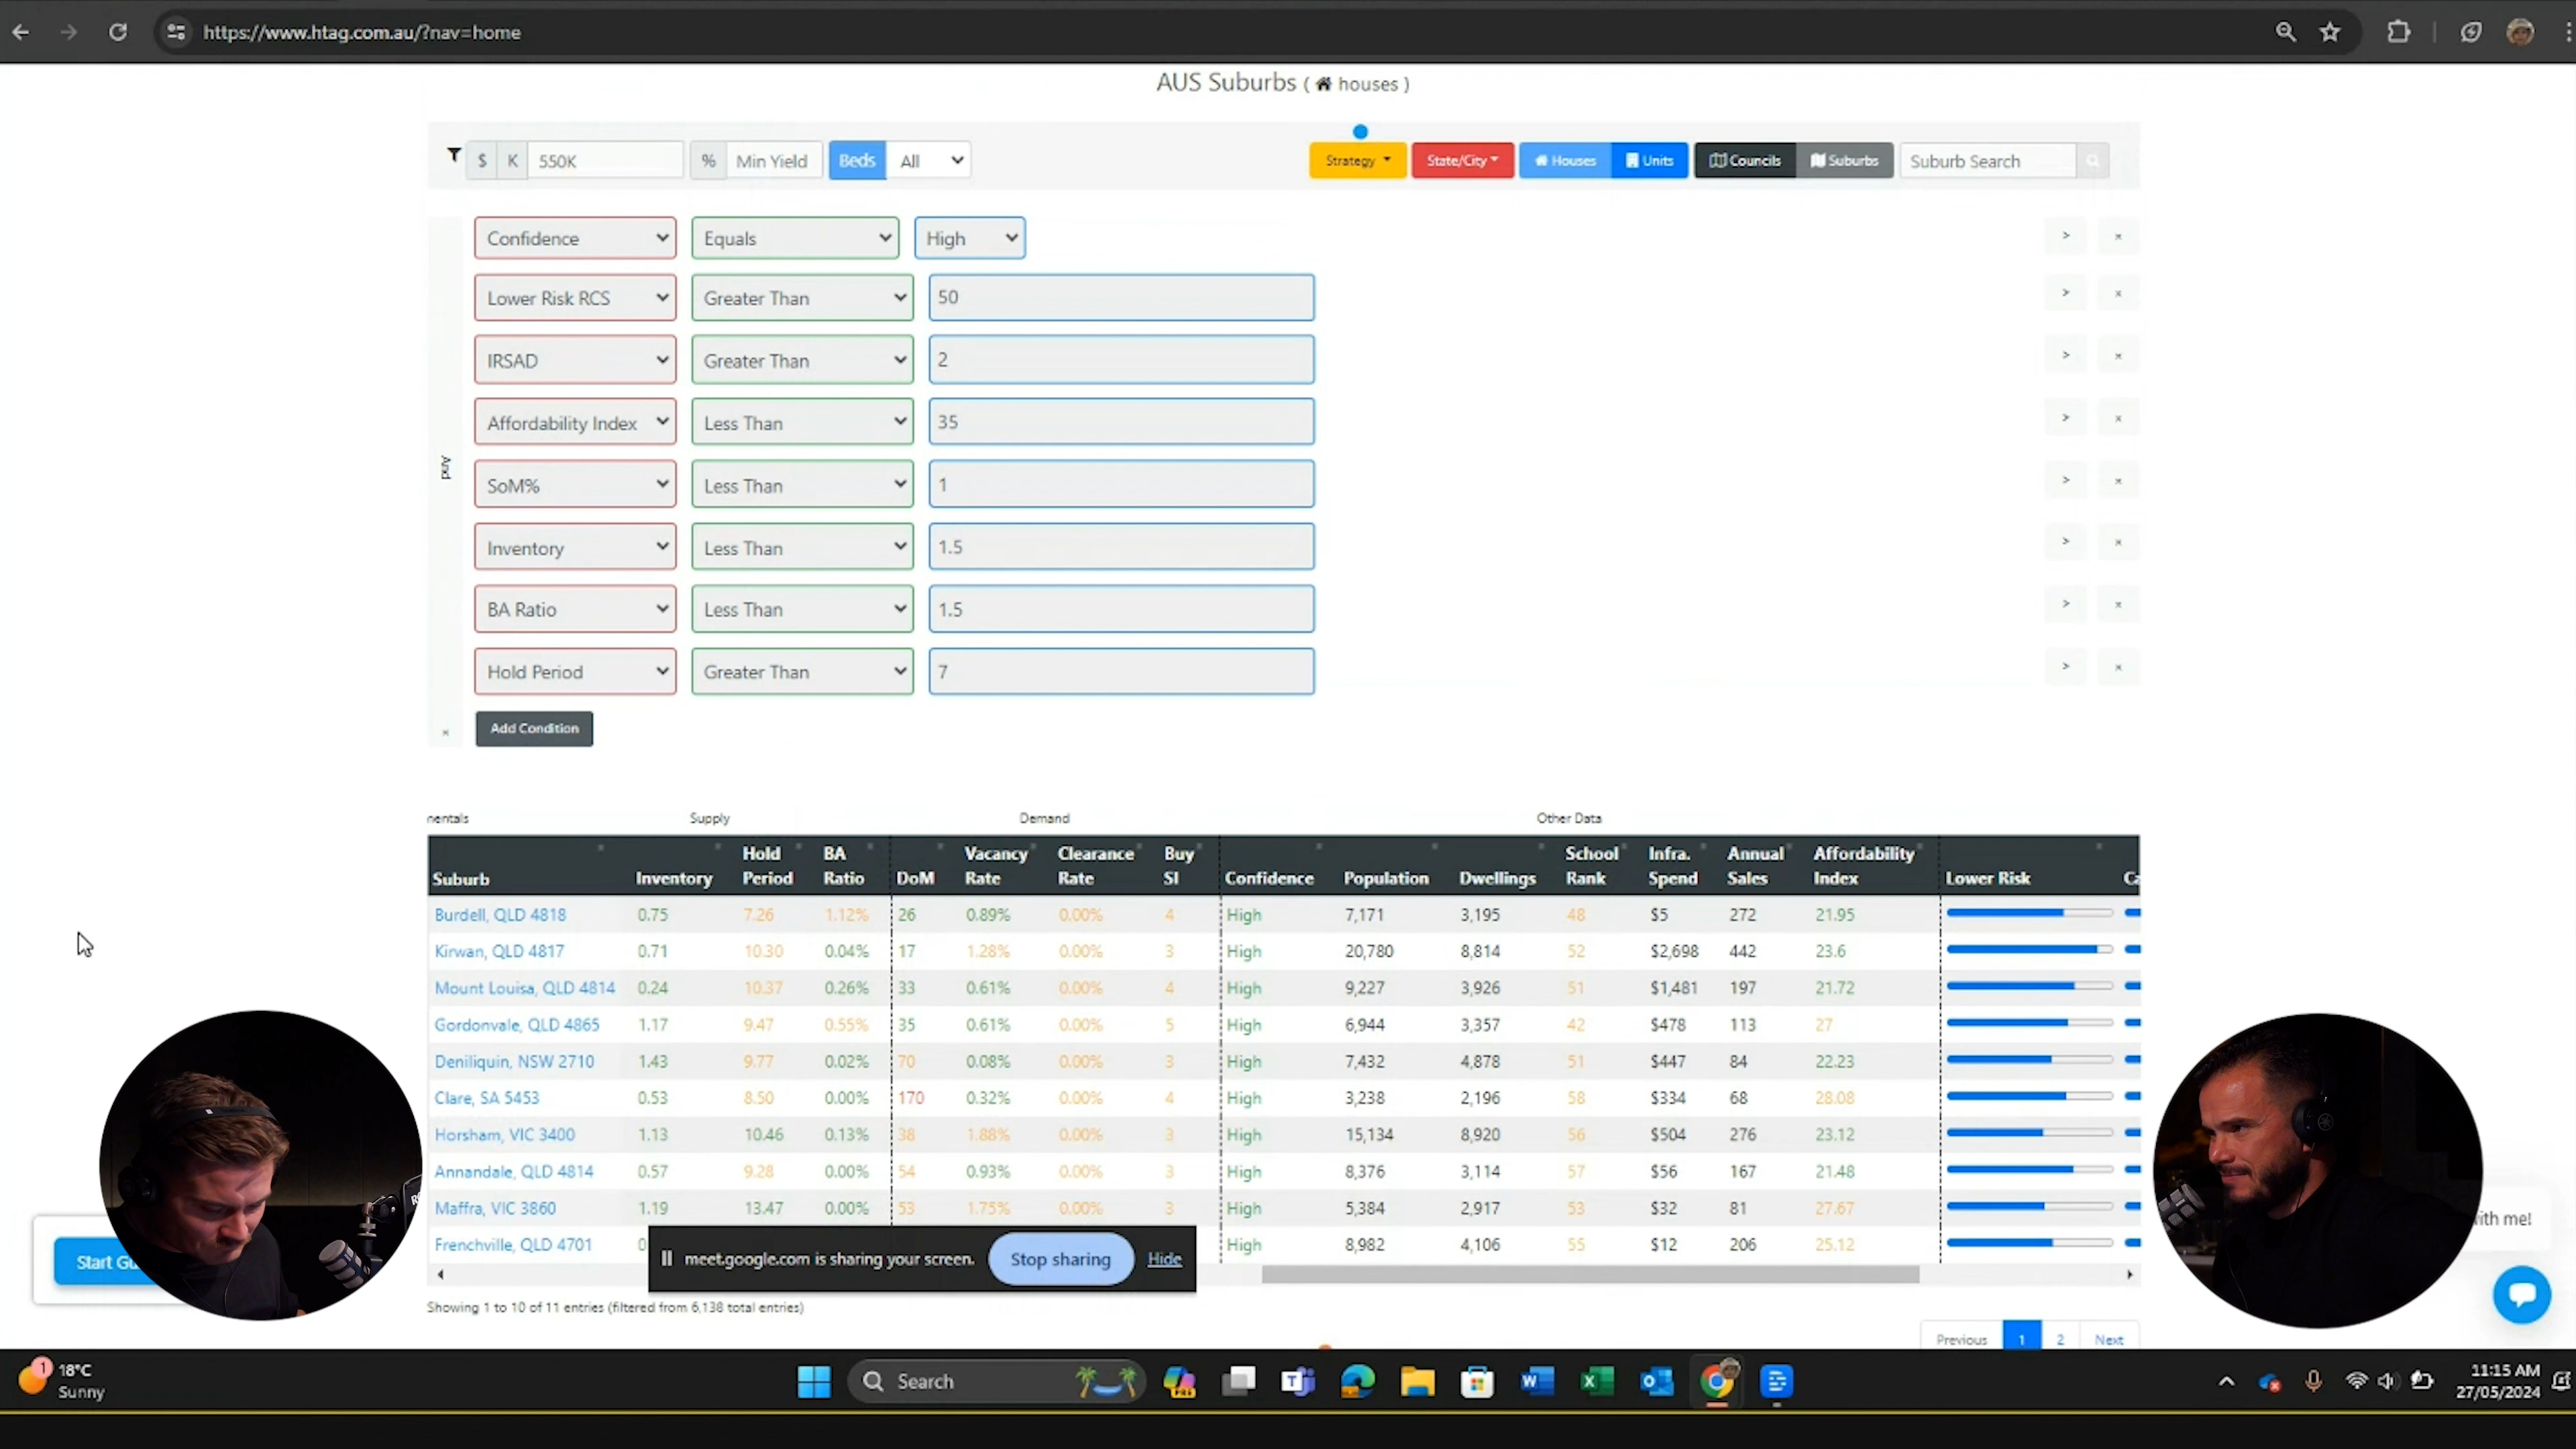 https://www.htag.com.au/?nav=home
AUS Suburbs ( houses )
$ K 550K % Min Yield Beds All Strategy State/City Houses Units Councils Suburbs Suburb Search
And
Confidence Equals High > ×
Lower Risk RCS Greater Than 50 > ×
IRSAD Greater Than 2 > ×
Affordability Index Less Than 35 > ×
SoM% Less Than 1 > ×
Inventory Less Than 1.5 > ×
BA Ratio Less Than 1.5 > ×
Hold Period Greater Than 7 > ×
× Add Condition
nentals Supply Demand Other Data
Suburb Inventory Hold Period BA Ratio DoM Vacancy Rate Clearance Rate Buy SI Confidence Population Dwellings School Rank Infra. Spend Annual Sales Affordability Index Lower Risk Ca
Burdell, QLD 4818 0.75 7.26 1.12% 26 0.89% 0.00% 4 High 7,171 3,195 48 $5 272 21.95
Kirwan, QLD 4817 0.71 10.30 0.04% 17 1.28% 0.00% 3 High 20,780 8,814 52 $2,698 442 23.6
Mount Louisa, QLD 4814 0.24 10.37 0.26% 33 0.61% 0.00% 4 High 9,227 3,926 51 $1,481 197 21.72
Gordonvale, QLD 4865 1.17 9.47 0.55% 35 0.61% 0.00% 5 High 6,944 3,357 42 $478 113 27
Deniliquin, NSW 2710 1.43 9.77 0.02% 70 0.08% 0.00% 3 High 7,432 4,878 51 $447 84 22.23
Clare, SA 5453 0.53 8.50 0.00% 170 0.32% 0.00% 4 High 3,238 2,196 58 $334 68 28.08
Horsham, VIC 3400 1.13 10.46 0.13% 38 1.88% 0.00% 3 High 15,134 8,920 56 $504 276 23.12
Annandale, QLD 4814 0.57 9.28 0.00% 54 0.93% 0.00% 3 High 8,376 3,114 57 $56 167 21.48
Maffra, VIC 3860 1.19 13.47 0.00% 53 1.75% 0.00% 3 High 5,384 2,917 53 $32 81 27.67
Frenchville, QLD 4701 0 High 8,982 4,106 55 $12 206 25.12
meet.google.com is sharing your screen. Stop sharing Hide
Start Gu
with me!
Showing 1 to 10 of 11 entries (filtered from 6,138 total entries)
Previous 1 2 Next
1 18°C
Sunny
Search
11:15 AM
27/05/2024